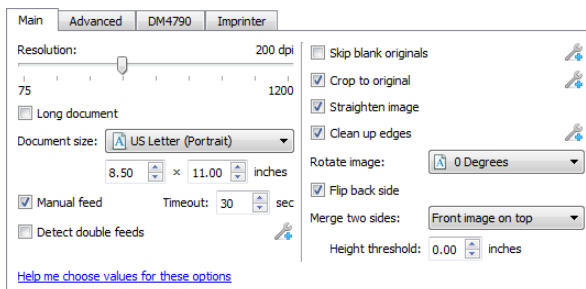 Main Advanced DM4790 Imprinter
Resolution: 200 dpi
75 1200
Long document
Document size: A US Letter (Portrait)
8.50 × 11.00 inches
Manual feed Timeout: 30 sec
Detect double feeds
Help me choose values for these options
Skip blank originals
Crop to original
Straighten image
Clean up edges
Rotate image: A 0 Degrees
Flip back side
Merge two sides: Front image on top
Height threshold: 0.00 inches